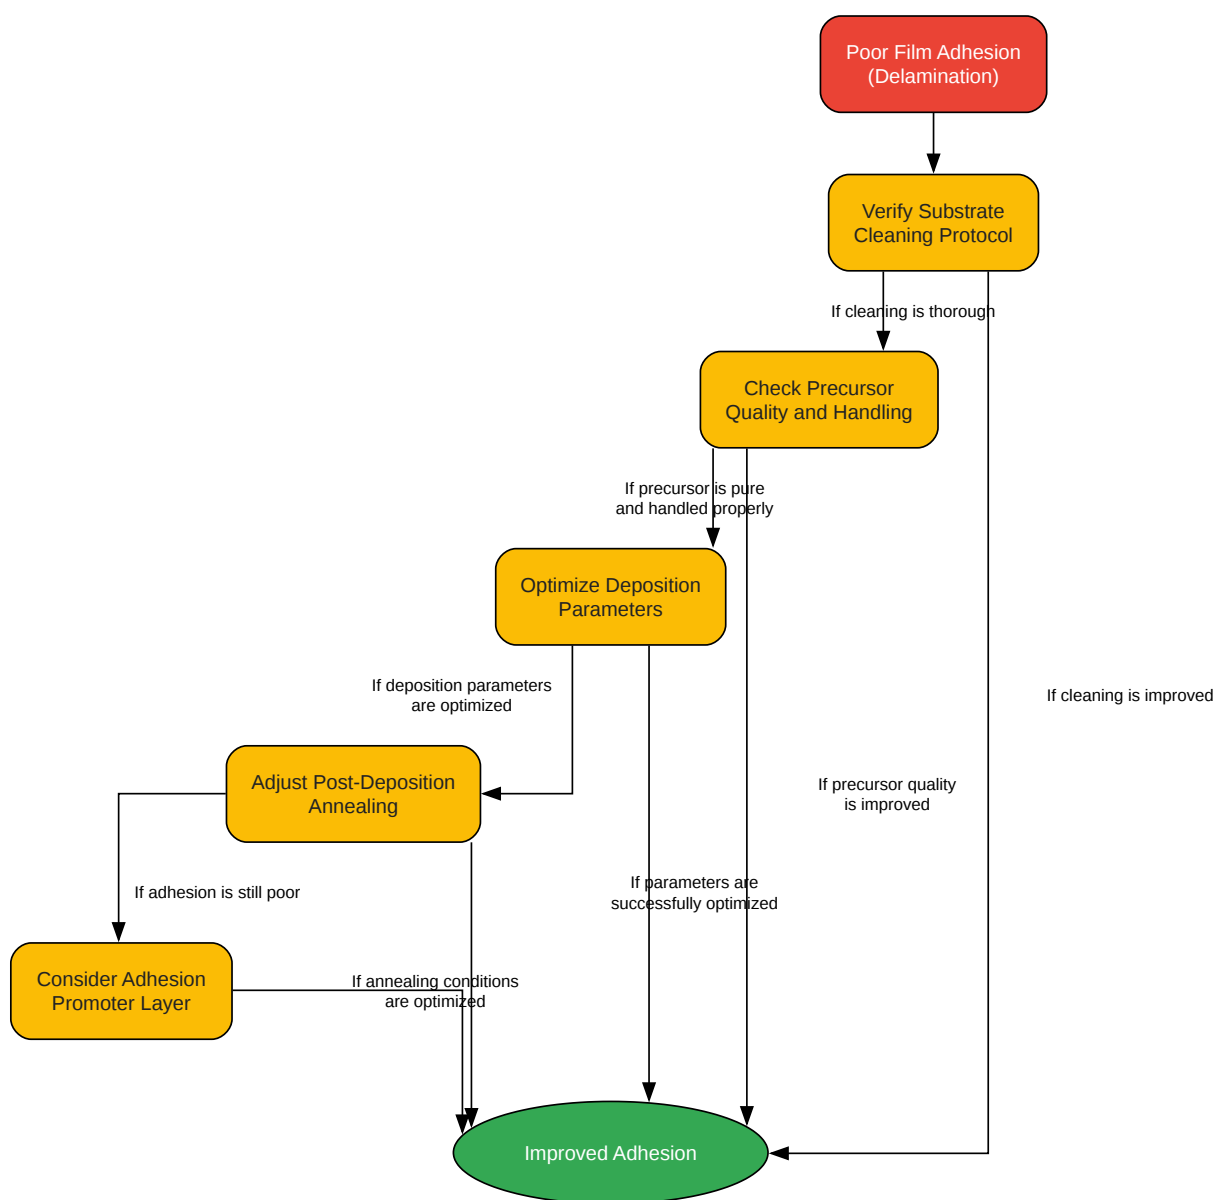 Poor Film Adhesion
(Delamination)
Verify Substrate
Cleaning Protocol
If cleaning is thorough
Check Precursor
Quality and Handling
If precursor is pure
and handled properly
Optimize Deposition
Parameters
If deposition parameters
are optimized
If cleaning is improved
Adjust Post-Deposition
Annealing
If precursor quality
is improved
If adhesion is still poor
If parameters are
successfully optimized
Consider Adhesion
Promoter Layer
If annealing conditions
are optimized
Improved Adhesion